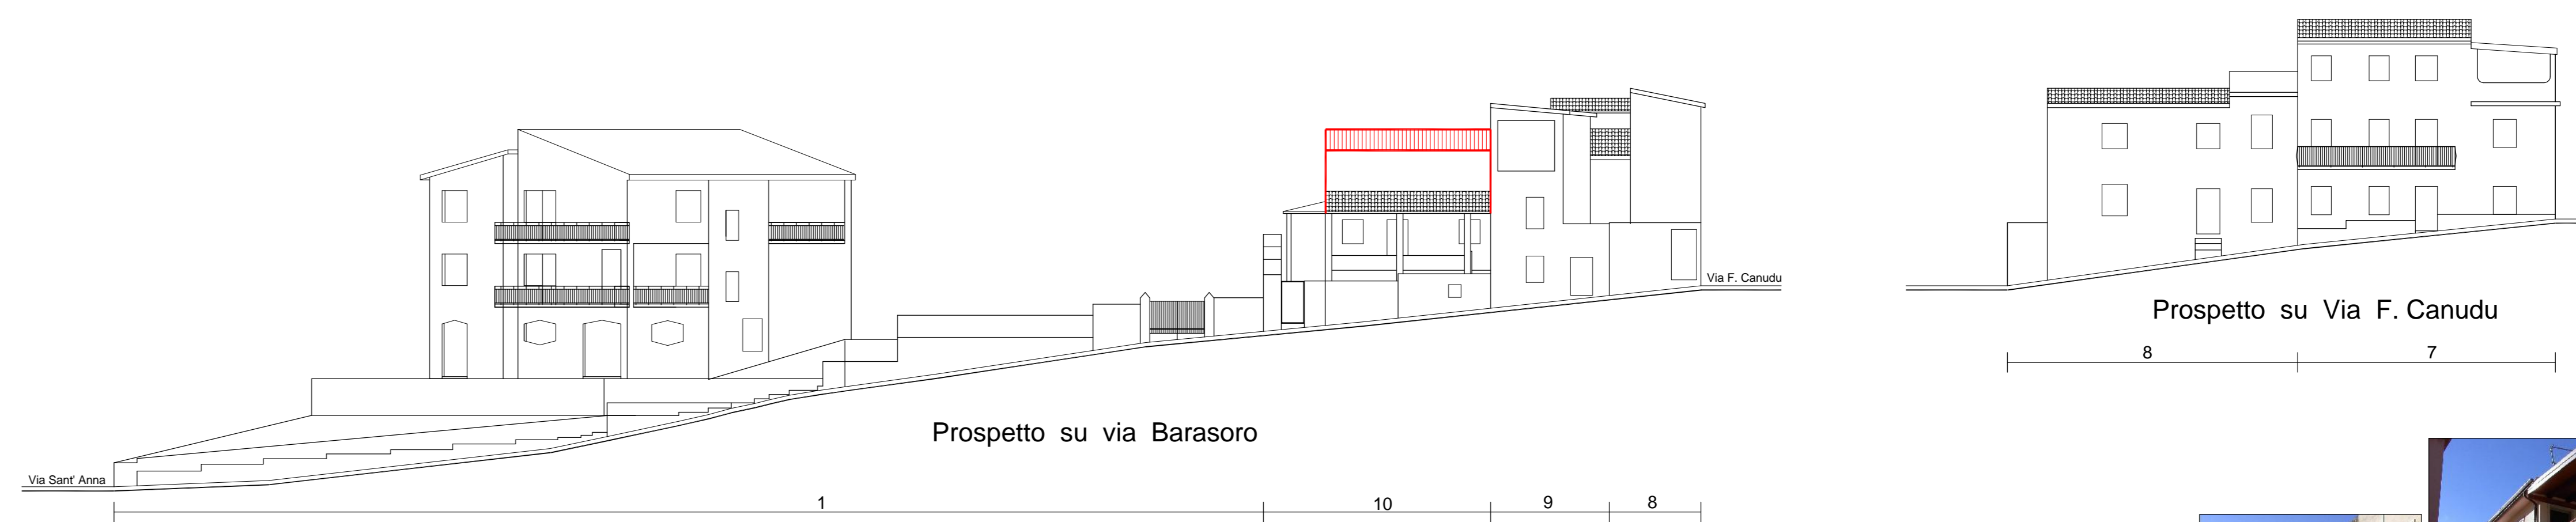 Via F. Canudu
Prospetto su Via F. Canudu
8 7
Prospetto su via Barasoro
Via Sant' Anna
1 10 9 8